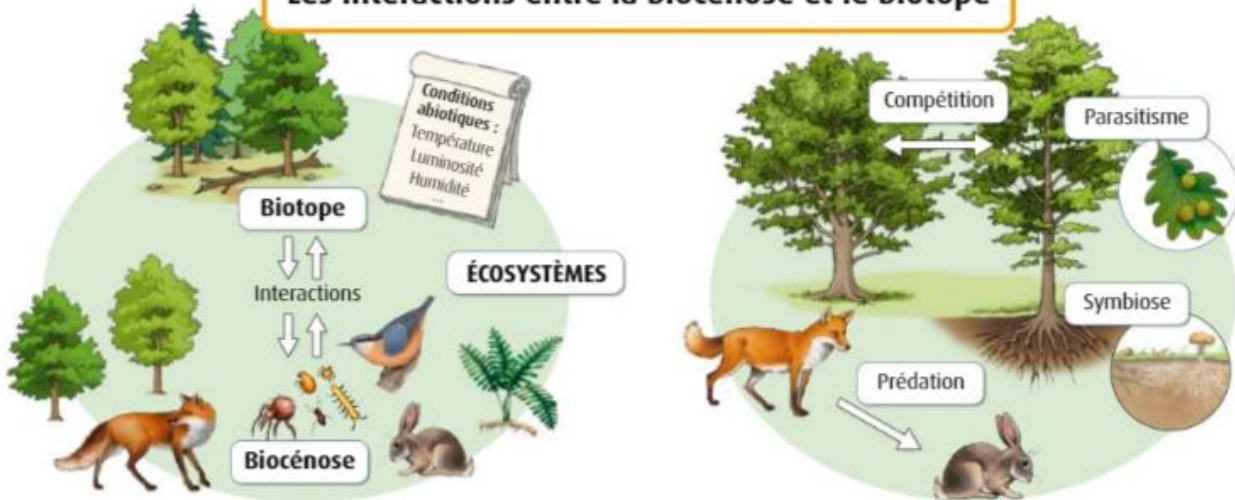 Les interactions entre la biocénose et le biotope
Conditions
abiotiques :
Température
Luminosité
Humidité
...
Biotope
Interactions
ÉCOSYSTÈMES
Biocénose
Compétition
Parasitisme
Symbiose
Prédation